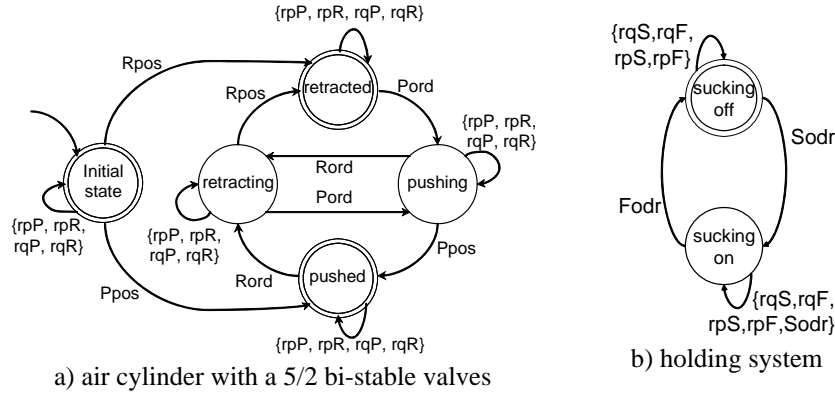 {rpP, rpR, rqP, rqR}
Rpos
retracted
Rpos
Pord
{rpP, rpR,
rqP, rqR}
Initial
state
Rord
retracting
pushing
Pord
{rpP, rpR,
rqP, rqR}
{rpP, rpR,
rqP, rqR}
Ppos
Rord
pushed
Ppos
{rpP, rpR, rqP, rqR}
a) air cylinder with a 5/2 bi-stable valves
{rqS,rqF,
rpS,rpF}
sucking
off
Sodr
Fodr
sucking
on
{rqS,rqF,
rpS,rpF,Sodr}
b) holding system